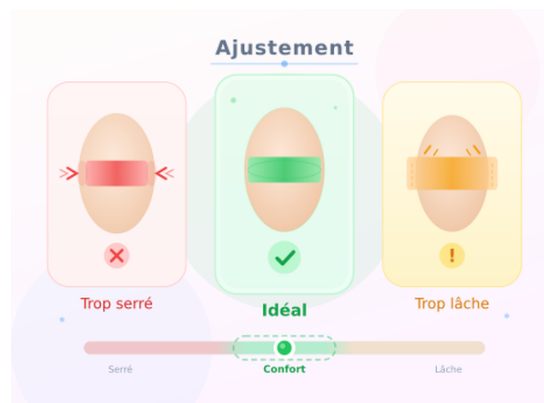 Ajustement
Trop serré
Idéal
Trop lâche
!
Serré
Confort
Lâche